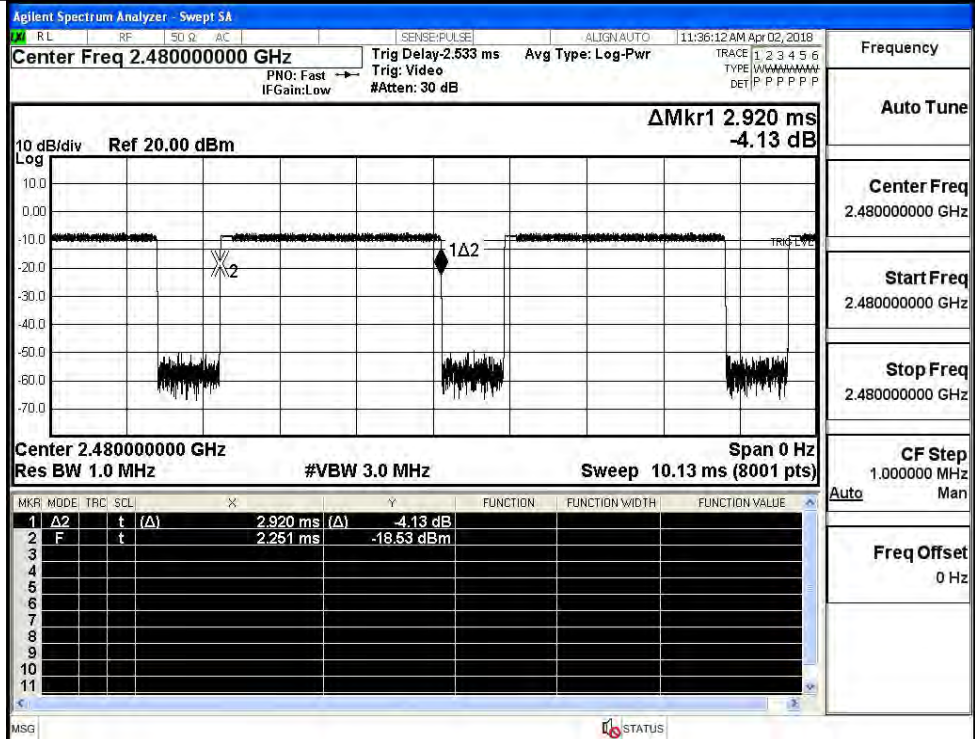 Agilent Spectrum Analyzer - Swept SA
RL RF 50 Ω AC SENSE:PULSE ALIGN AUTO 11:36:12 AM Apr 02, 2018
Center Freq 2.480000000 GHz
PNO: Fast
IFGain:Low
Trig Delay-2.533 ms
Trig: Video
#Atten: 30 dB
Avg Type: Log-Pwr
TRACE 1 2 3 4 5 6
TYPE WWWWWW
DET P P P P P P
ΔMkr1 2.920 ms
-4.13 dB
10 dB/div Ref 20.00 dBm
Log
10.0
0.00
-10.0
-20.0
-30.0
-40.0
-50.0
-60.0
-70.0
TRIG LVL
1Δ2
2
Center 2.480000000 GHz Span 0 Hz
Res BW 1.0 MHz #VBW 3.0 MHz Sweep 10.13 ms (8001 pts)
MKR MODE TRC SCL X Y FUNCTION FUNCTION WIDTH FUNCTION VALUE
1 Δ2 t (Δ) 2.920 ms (Δ) -4.13 dB
2 F t 2.251 ms -18.53 dBm
3
4
5
6
7
8
9
10
11
MSG STATUS
Frequency
Auto Tune
Center Freq
2.480000000 GHz
Start Freq
2.480000000 GHz
Stop Freq
2.480000000 GHz
CF Step
1.000000 MHz
Auto Man
Freq Offset
0 Hz